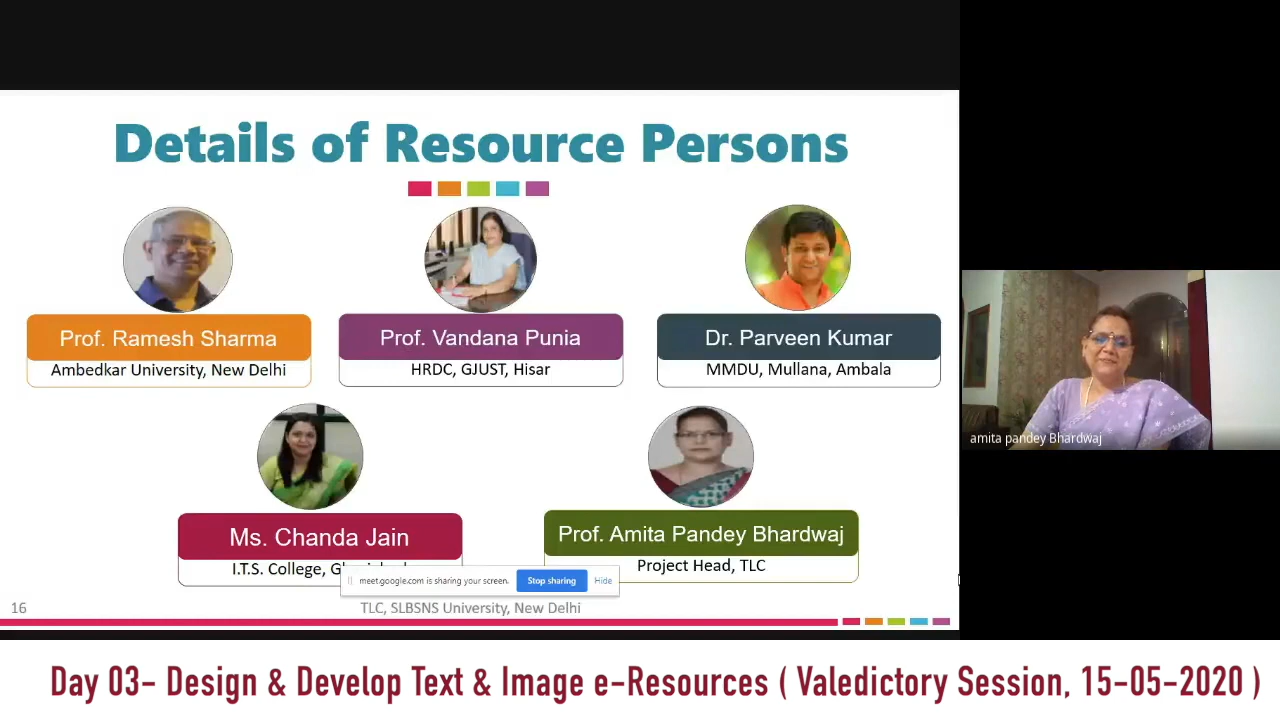 Details of Resource Persons
Prof. Ramesh Sharma
Ambedkar University, New Delhi
Prof. Vandana Punia
HRDC, GJUST, Hisar
Dr. Parveen Kumar
MMDU, Mullana, Ambala
Ms. Chanda Jain
I.T.S. College,
Prof. Amita Pandey Bhardwaj
Project Head, TLC
meet.google.com is sharing your screen.
Stop sharing
Hide
16
TLC, SLBSNS University, New Delhi
amita pandey Bhardwaj
Day 03- Design & Develop Text & Image e-Resources ( Valedictory Session, 15-05-2020 )